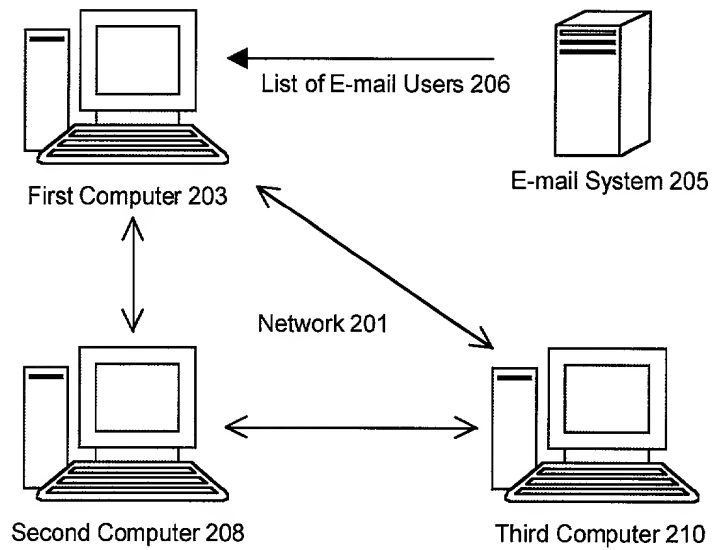 List of E-mail Users 206
E-mail System 205
First Computer 203
Network 201
Second Computer 208
Third Computer 210